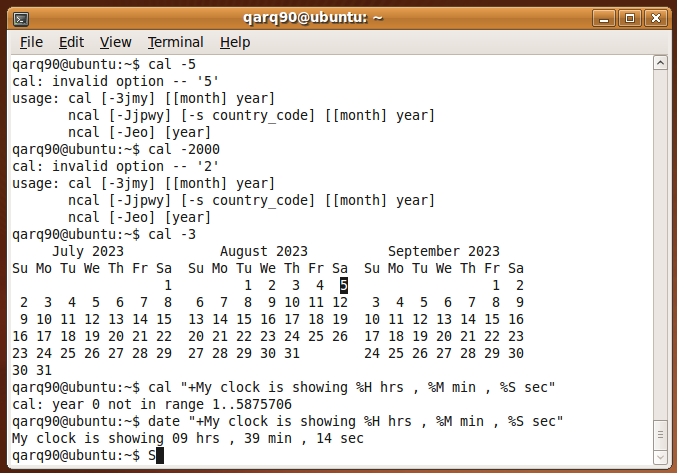 qarq90@ubuntu: ~
File Edit View Terminal Help
qarq90@ubuntu:~$ cal -5
cal: invalid option -- '5'
usage: cal [-3jmy] [[month] year]
       ncal [-Jjpwy] [-s country_code] [[month] year]
       ncal [-Jeo] [year]
qarq90@ubuntu:~$ cal -2000
cal: invalid option -- '2'
usage: cal [-3jmy] [[month] year]
       ncal [-Jjpwy] [-s country_code] [[month] year]
       ncal [-Jeo] [year]
qarq90@ubuntu:~$ cal -3
     July 2023            August 2023          September 2023
Su Mo Tu We Th Fr Sa  Su Mo Tu We Th Fr Sa  Su Mo Tu We Th Fr Sa
                   1         1  2  3  4  5                  1  2
 2  3  4  5  6  7  8   6  7  8  9 10 11 12   3  4  5  6  7  8  9
 9 10 11 12 13 14 15  13 14 15 16 17 18 19  10 11 12 13 14 15 16
16 17 18 19 20 21 22  20 21 22 23 24 25 26  17 18 19 20 21 22 23
23 24 25 26 27 28 29  27 28 29 30 31        24 25 26 27 28 29 30
30 31
qarq90@ubuntu:~$ cal "+My clock is showing %H hrs , %M min , %S sec"
cal: year 0 not in range 1..5875706
qarq90@ubuntu:~$ date "+My clock is showing %H hrs , %M min , %S sec"
My clock is showing 09 hrs , 39 min , 14 sec
qarq90@ubuntu:~$ S